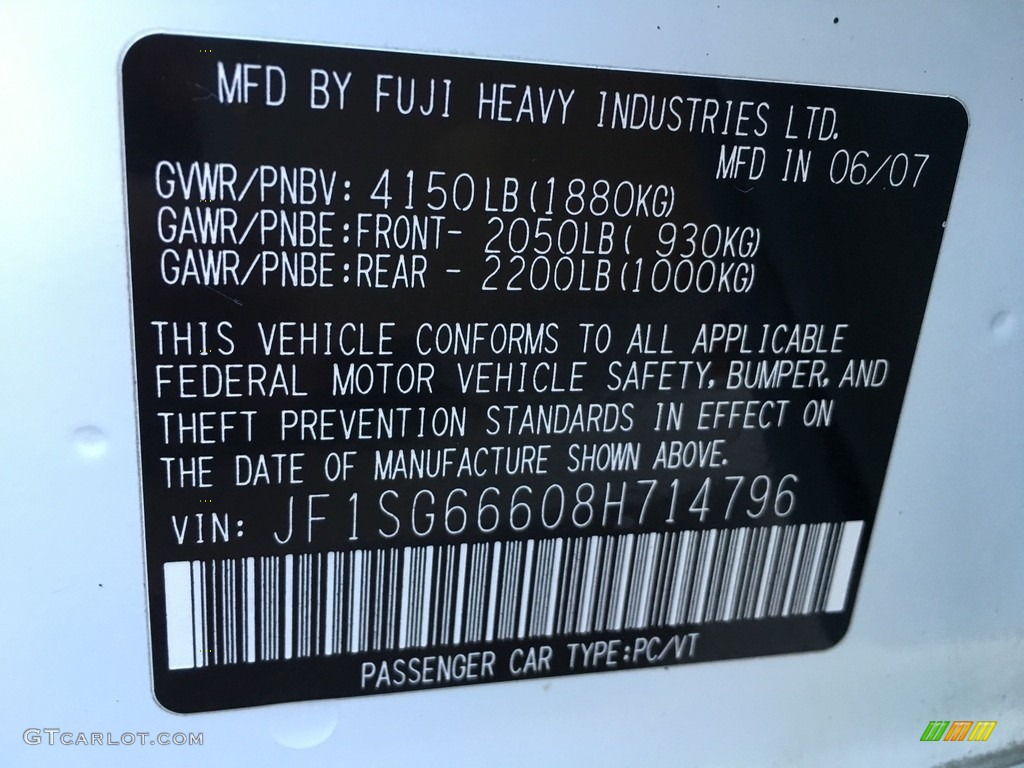 MFD BY FUJI HEAVY INDUSTRIES LTD.
MFD IN 06/07
GVWR/PNBV: 4150LB(1880KG)
GAWR/PNBE:FRONT- 2050LB( 930KG)
GAWR/PNBE:REAR - 2200LB(1000KG)
THIS VEHICLE CONFORMS TO ALL APPLICABLE
FEDERAL MOTOR VEHICLE SAFETY, BUMPER, AND
THEFT PREVENTION STANDARDS IN EFFECT ON
THE DATE OF MANUFACTURE SHOWN ABOVE.
VIN: JF1SG66608H714796
PASSENGER CAR TYPE:PC/VT
GTcarlot.com